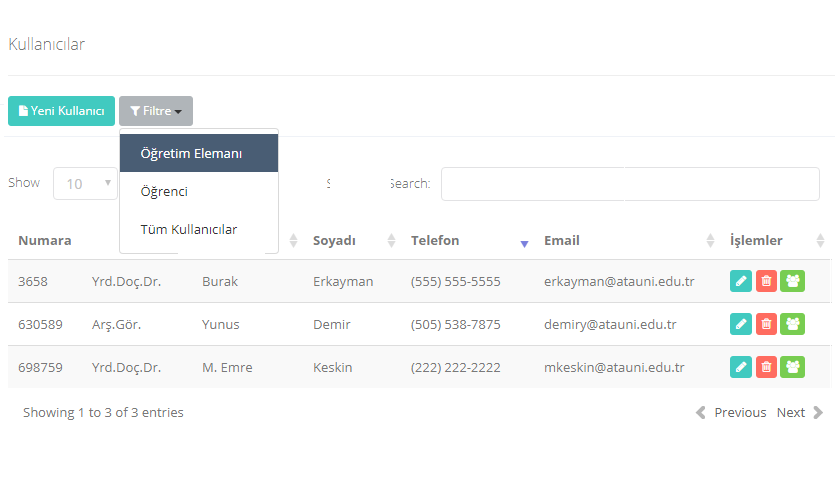 Kullanıcılar
Yeni Kullanıcı Filtre
Öğretim Elemanı
Öğrenci
Tüm Kullanıcılar
Show 10 Search:
Numara Soyadı Telefon Email İşlemler
3658 Yrd.Doç.Dr. Burak Erkayman (555) 555-5555 erkayman@atauni.edu.tr
630589 Arş.Gör. Yunus Demir (505) 538-7875 demiry@atauni.edu.tr
698759 Yrd.Doç.Dr. M. Emre Keskin (222) 222-2222 mkeskin@atauni.edu.tr
Showing 1 to 3 of 3 entries Previous Next